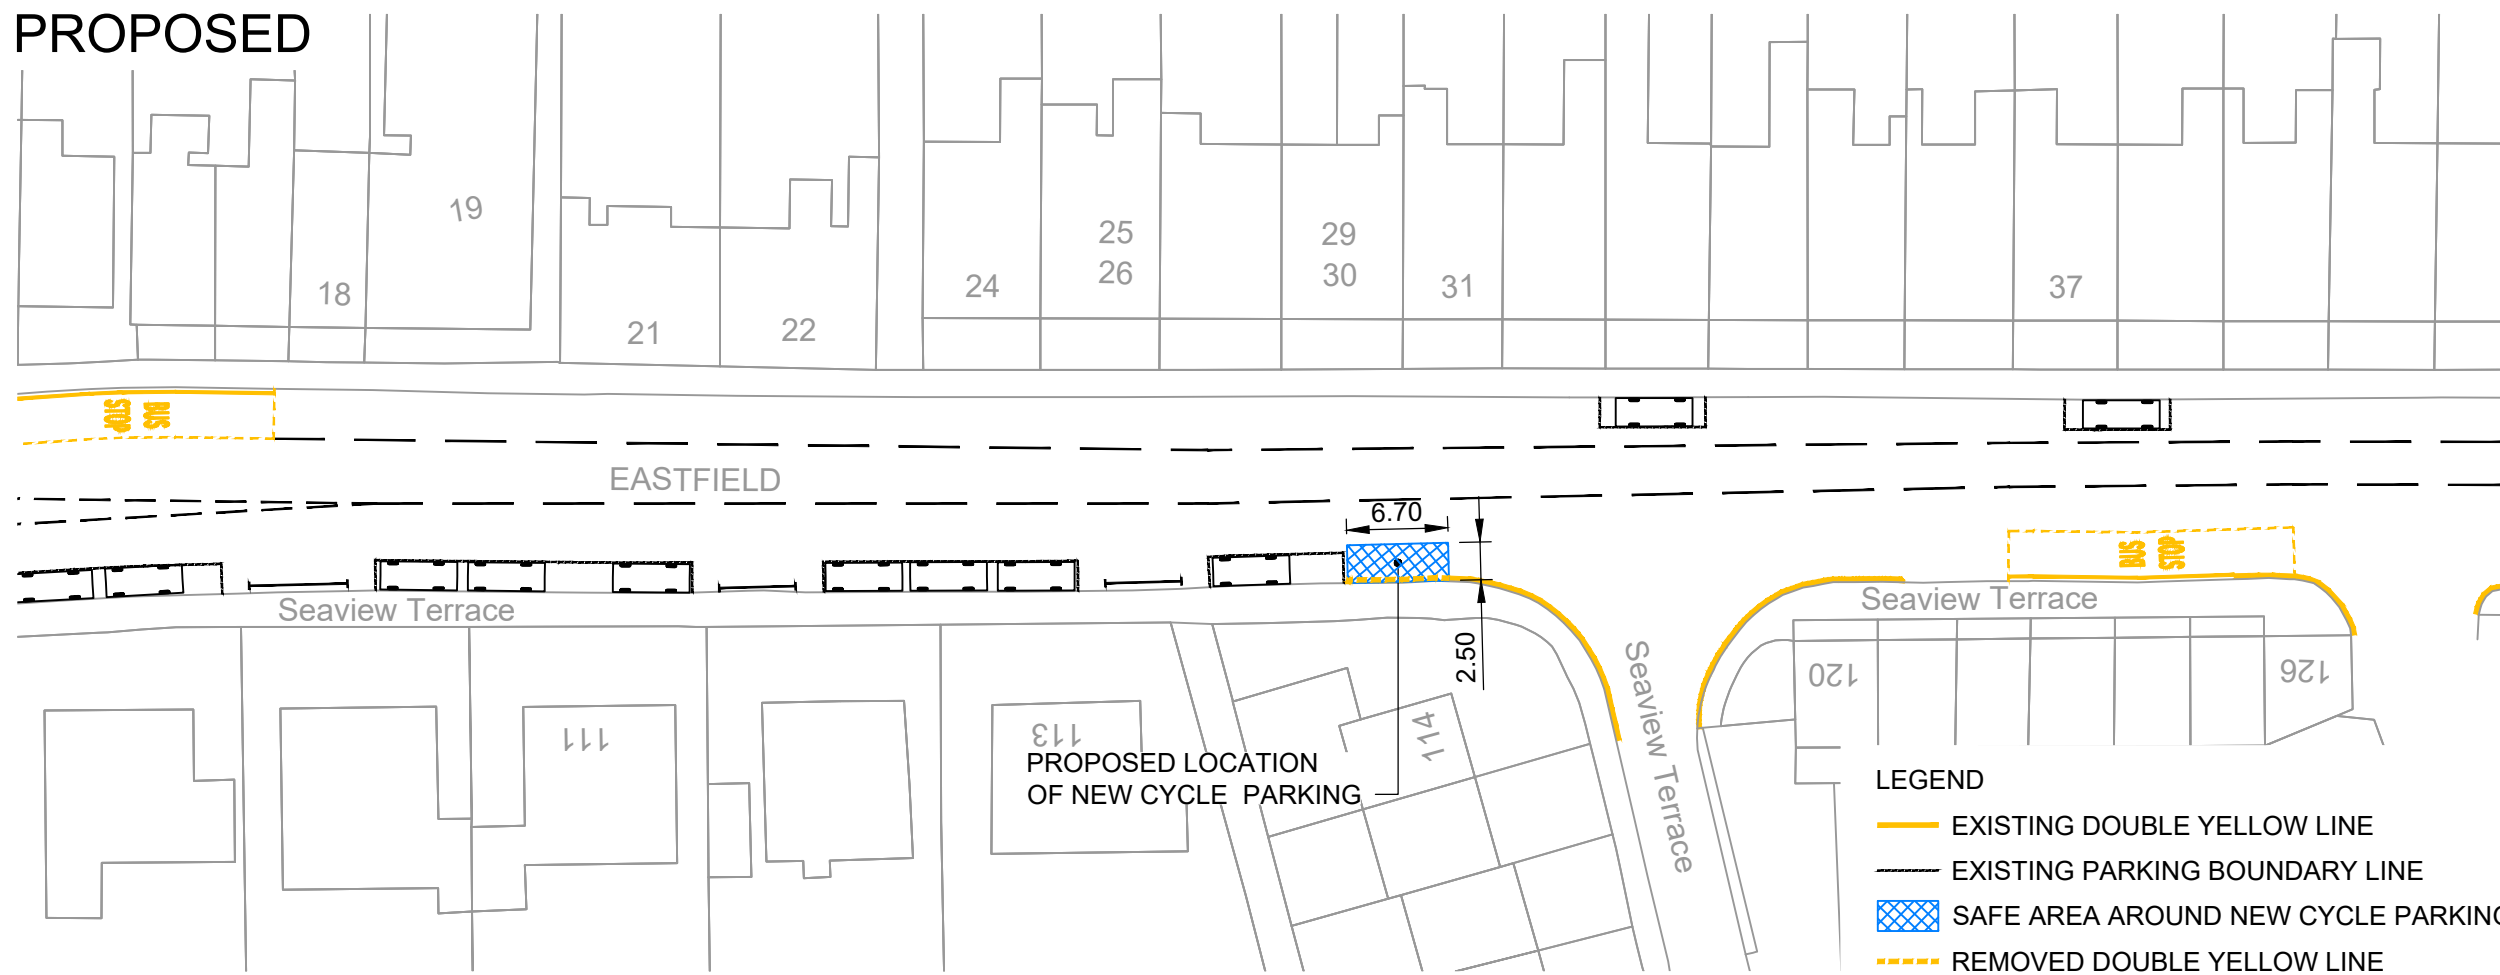 PROPOSED
19
18
21
22
24
25
26
29
30
31
37
BUS
STOP
EASTFIELD
6.70
2.50
BUS
STOP
Seaview Terrace
Seaview Terrace
Seaview Terrace
111
113
114
120
126
PROPOSED LOCATION
OF NEW CYCLE PARKING
LEGEND
EXISTING DOUBLE YELLOW LINE
EXISTING PARKING BOUNDARY LINE
SAFE AREA AROUND NEW CYCLE PARKING
REMOVED DOUBLE YELLOW LINE